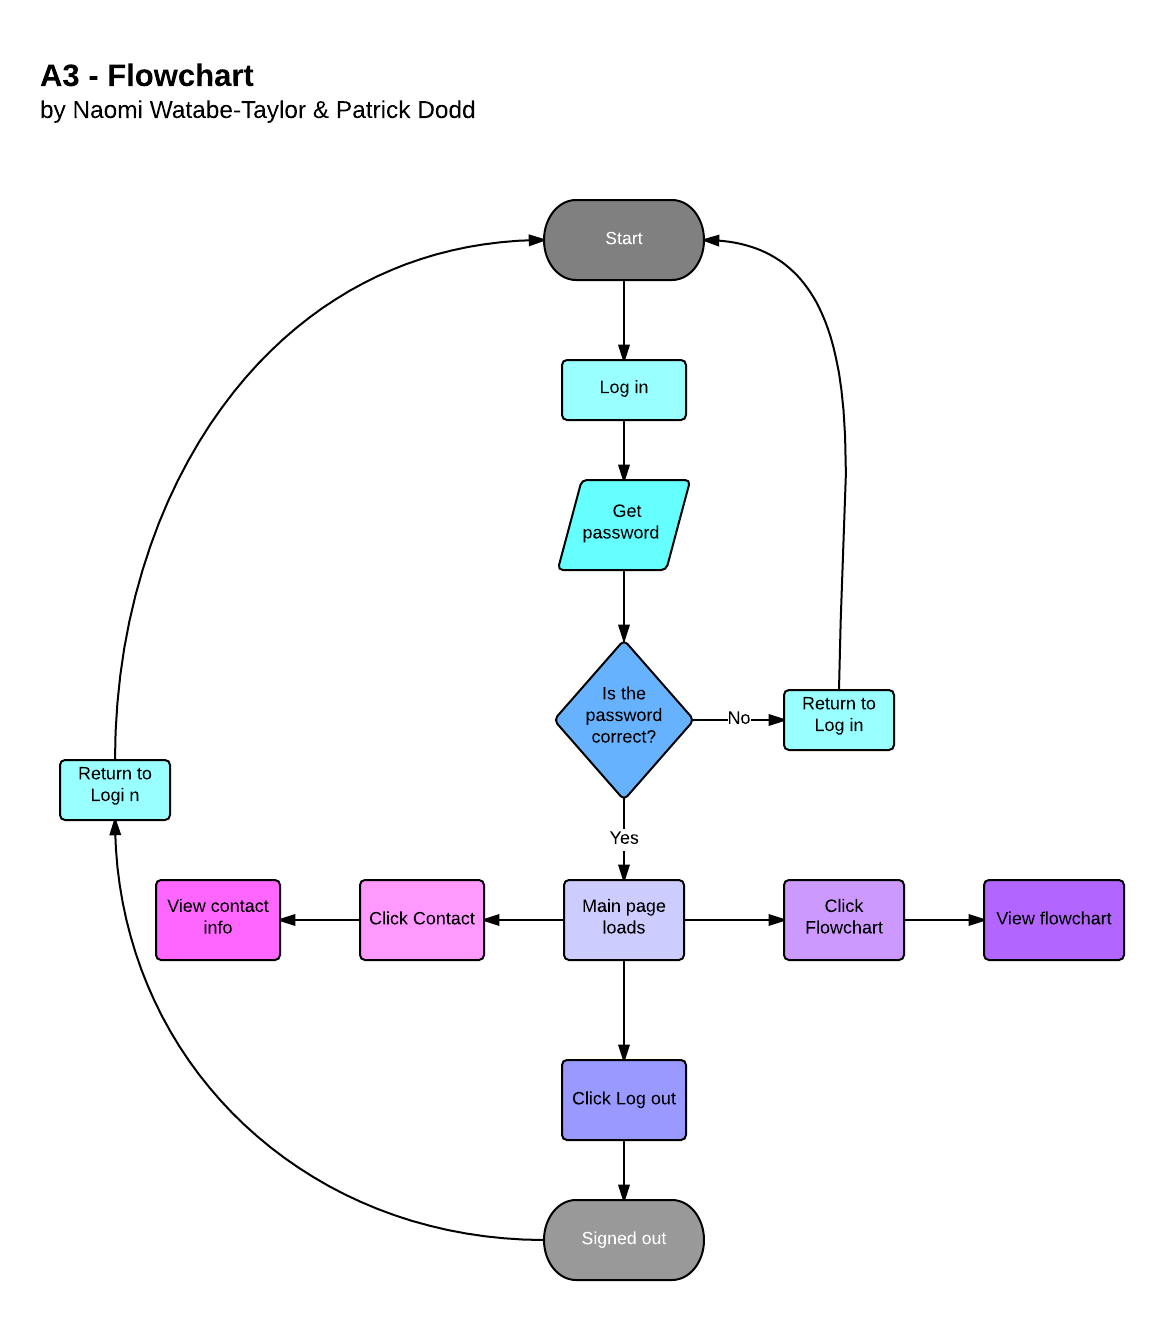 A3 - Flowchart
by Naomi Watabe-Taylor & Patrick Dodd
Start
Log in
Get
password
Is the
password
correct?
No
Return to
Log in
Return to
Logi n
Yes
View contact
info
Click Contact
Main page
loads
Click
Flowchart
View flowchart
Click Log out
Signed out